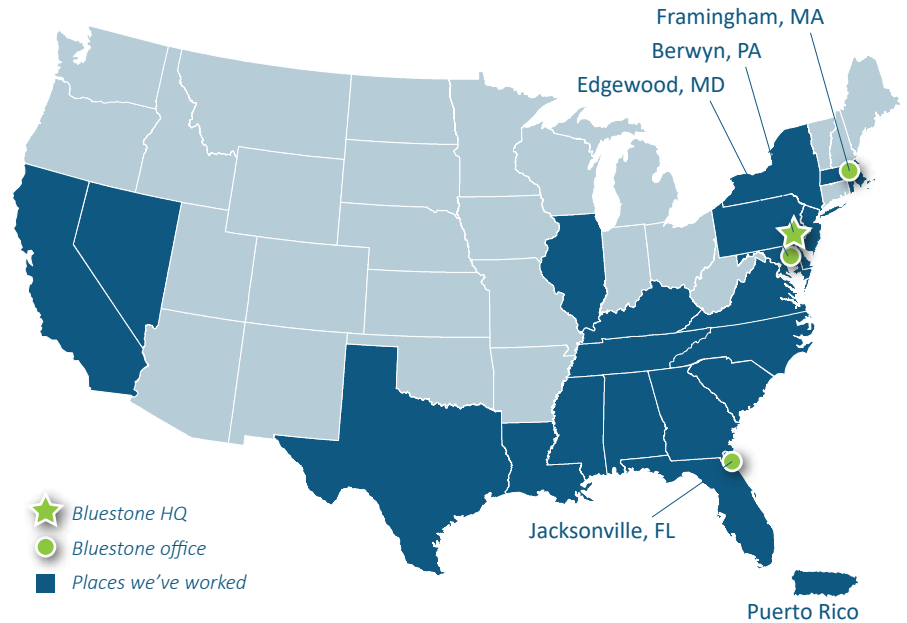 Framingham, MA
Berwyn, PA
Edgewood, MD
Jacksonville, FL
Bluestone HQ
Bluestone office
Places we've worked
Puerto Rico